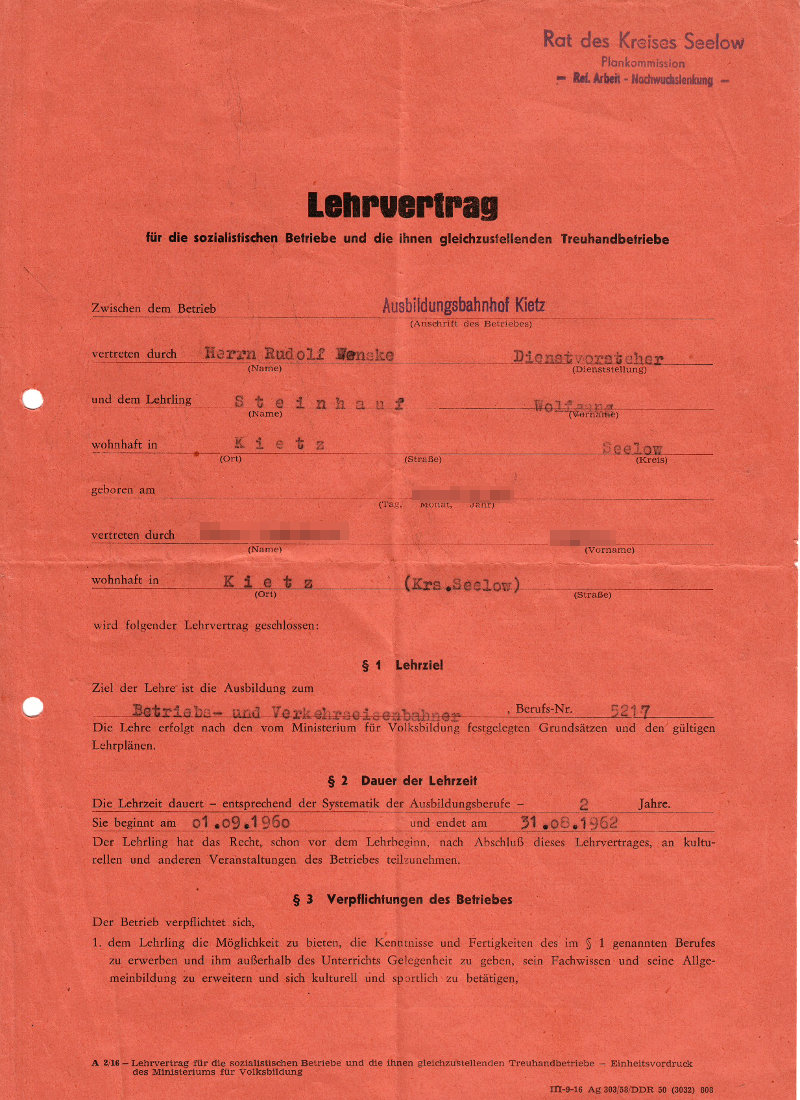 Rat des Kreises Seelow
Plankommission
– Ref. Arbeit - Nachwuchslenkung –
Lehrvertrag
für die sozialistischen Betriebe und die ihnen gleichzustellenden Treuhandbetriebe
Zwischen dem Betrieb Ausbildungsbahnhof Kietz
(Anschrift des Betriebes)
vertreten durch Herrn Rudolf Wenske Dienstvorsteher
(Name) (Dienststellung)
und dem Lehrling Steinhauf Wolfgang
(Name) (Vorname)
wohnhaft in Kietz Seelow
(Ort) (Straße) (Kreis)
geboren am
(Tag, Monat, Jahr)
vertreten durch
(Name) (Vorname)
wohnhaft in Kietz (Krs.Seelow)
(Ort) (Straße)
wird folgender Lehrvertrag geschlossen:
§ 1 Lehrziel
Ziel der Lehre ist die Ausbildung zum
Betriebs- und Verkehrseisenbahner, Berufs-Nr. 5217
Die Lehre erfolgt nach den vom Ministerium für Volksbildung festgelegten Grundsätzen und den gültigen
Lehrplänen.
§ 2 Dauer der Lehrzeit
Die Lehrzeit dauert – entsprechend der Systematik der Ausbildungsberufe – 2 Jahre.
Sie beginnt am 01.09.1960 und endet am 31.08.1962
Der Lehrling hat das Recht, schon vor dem Lehrbeginn, nach Abschluß dieses Lehrvertrages, an kultu-
rellen und anderen Veranstaltungen des Betriebes teilzunehmen.
§ 3 Verpflichtungen des Betriebes
Der Betrieb verpflichtet sich,
1. dem Lehrling die Möglichkeit zu bieten, die Kenntnisse und Fertigkeiten des im § 1 genannten Berufes
zu erwerben und ihm außerhalb des Unterrichts Gelegenheit zu geben, sein Fachwissen und seine Allge-
meinbildung zu erweitern und sich kulturell und sportlich zu betätigen,
A 2/16 – Lehrvertrag für die sozialistischen Betriebe und die ihnen gleichzustellenden Treuhandbetriebe – Einheitsvordruck
des Ministeriums für Volksbildung
III-9-16 Ag 303/58/DDR 50 (3032) 608